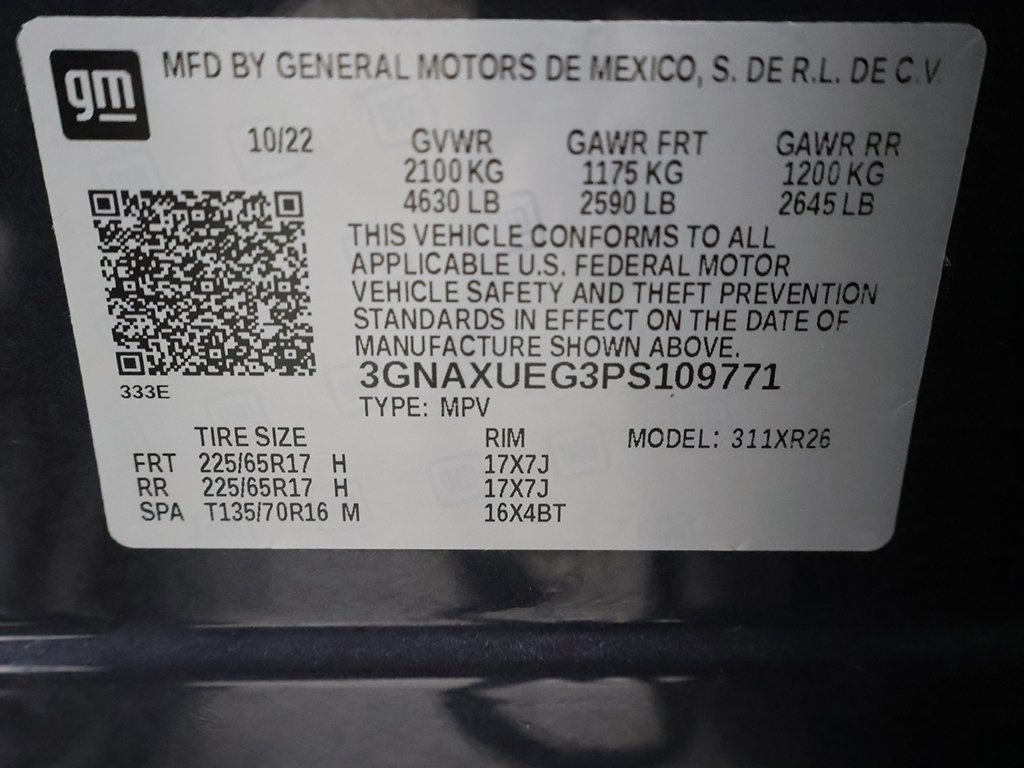 gm
MFD BY GENERAL MOTORS DE MEXICO, S. DE R.L. DE C.V.
10/22 GVWR GAWR FRT GAWR RR
2100 KG 1175 KG 1200 KG
4630 LB 2590 LB 2645 LB
THIS VEHICLE CONFORMS TO ALL
APPLICABLE U.S. FEDERAL MOTOR
VEHICLE SAFETY AND THEFT PREVENTION
STANDARDS IN EFFECT ON THE DATE OF
MANUFACTURE SHOWN ABOVE.
3GNAXUEG3PS109771
333E
TYPE: MPV
TIRE SIZE RIM MODEL: 311XR26
FRT 225/65R17 H 17X7J
RR 225/65R17 H 17X7J
SPA T135/70R16 M 16X4BT